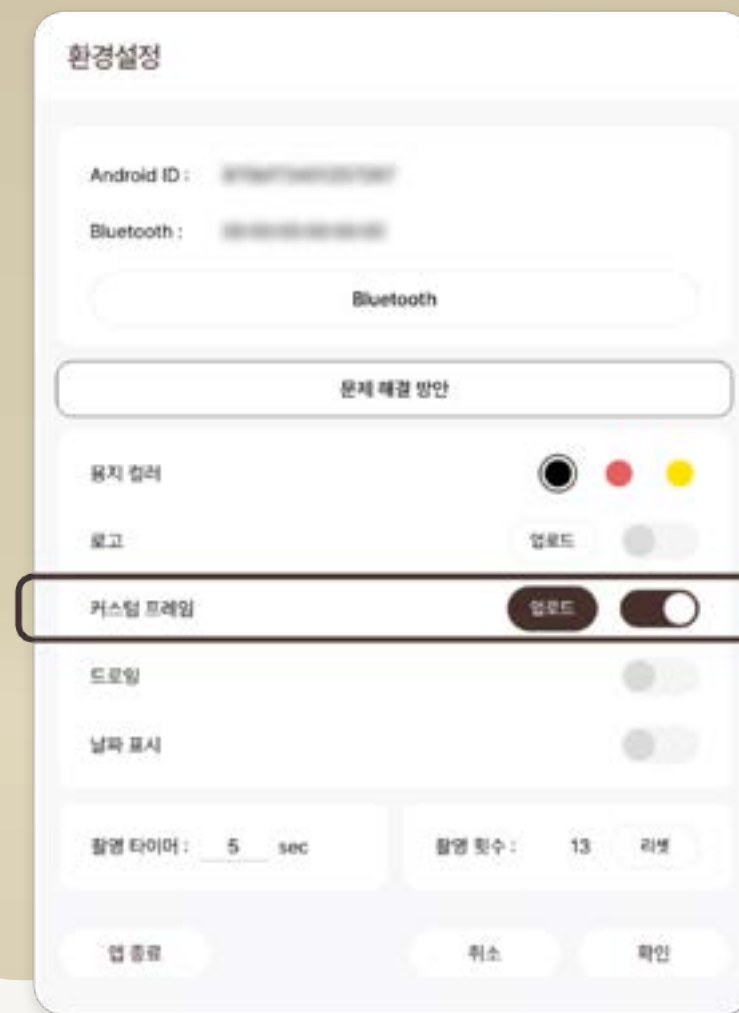 환경설정
Android ID :
Bluetooth :
Bluetooth
문제 해결 방안
용지 컬러
로고 업로드
커스텀 프레임 업로드
드로잉
날짜 표시
촬영 타이머 : 5 sec 촬영 횟수 : 13 리셋
앱 종료 취소 확인